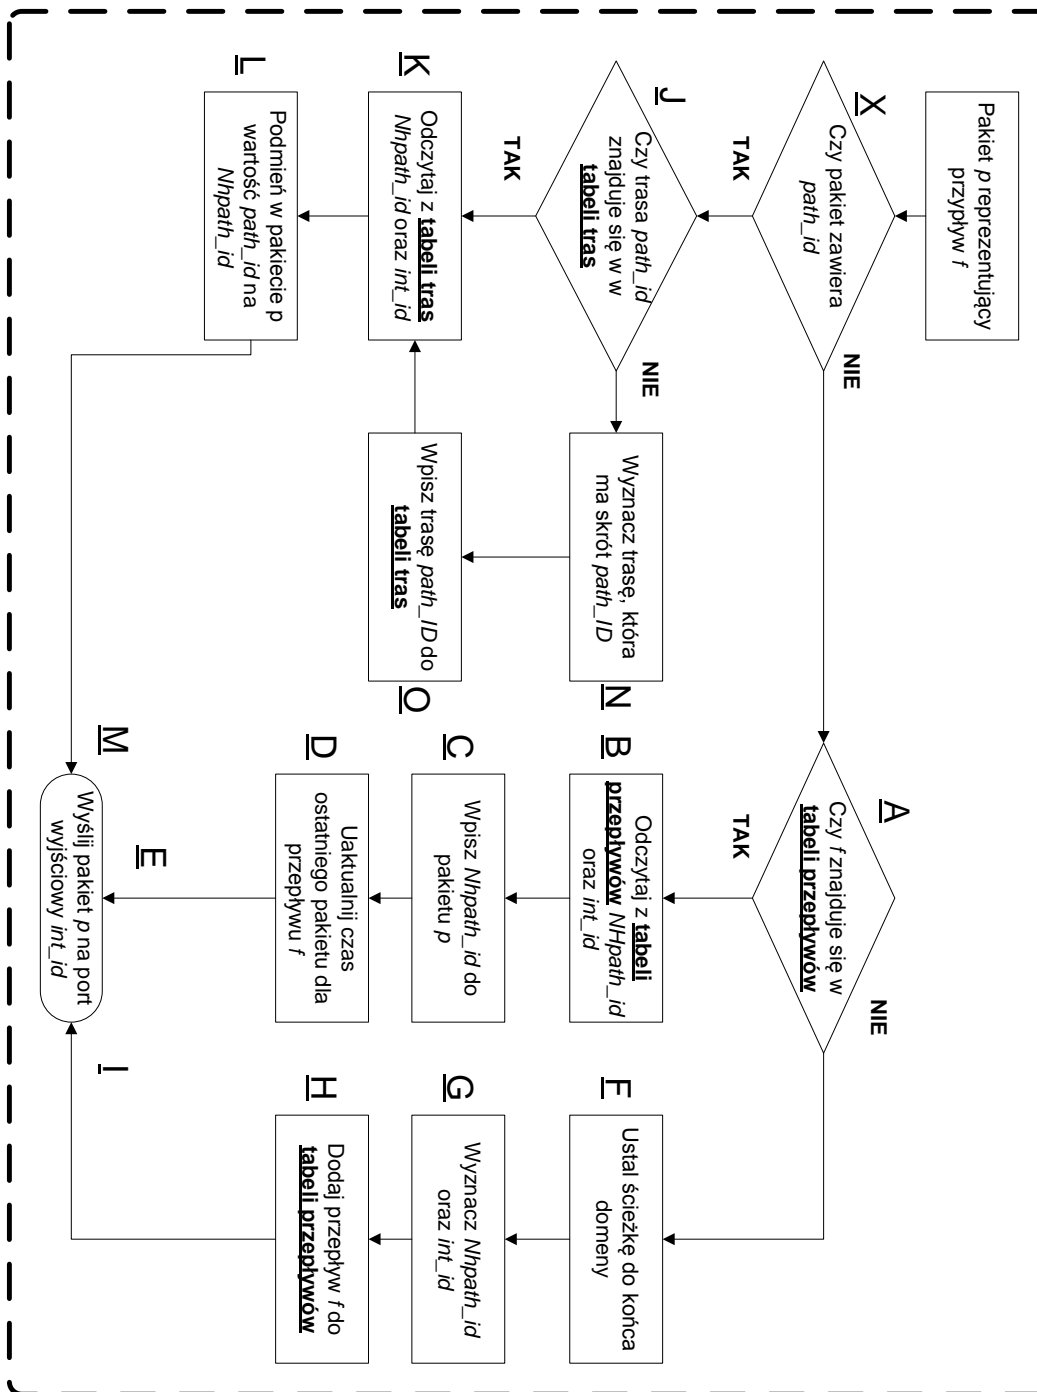 Pakiet p reprezentujący
przypływ f
X
Czy pakiet zawiera
path_id
TAK
NIE
J
Czy trasa path_id
znajduje się w w
tabeli tras
TAK
NIE
K
Odczytaj z tabeli tras
Nhpath_id oraz int_id
L
Podmień w pakiecie p
wartość path_id na
Nhpath_id
Wyznacz trasę, która
ma skrót path_ID
N
Wpisz trasę path_ID do
tabeli tras
O
A
Czy f znajduje się w
tabeli przepływów
TAK
NIE
B
Odczytaj z tabeli
przepływów NHpath_id
oraz int_id
C
Wpisz Nhpath_id do
pakietu p
D
Uaktualnij czas
ostatniego pakietu dla
przepływu f
E
F
Ustal ścieżkę do końca
domeny
G
Wyznacz Nhpath_id
oraz int_id
H
Dodaj przepływ f do
tabeli przepływów
I
M
Wyślij pakiet p na port
wyjściowy int_id